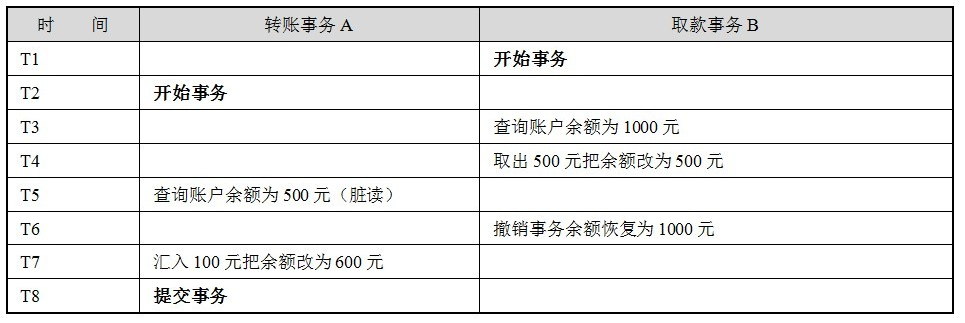 时 间 转账事务 A 取款事务 B
T1 开始事务
T2 开始事务
T3 查询账户余额为 1000 元
T4 取出 500 元把余额改为 500 元
T5 查询账户余额为 500 元（脏读）
T6 撤销事务余额恢复为 1000 元
T7 汇入 100 元把余额改为 600 元
T8 提交事务